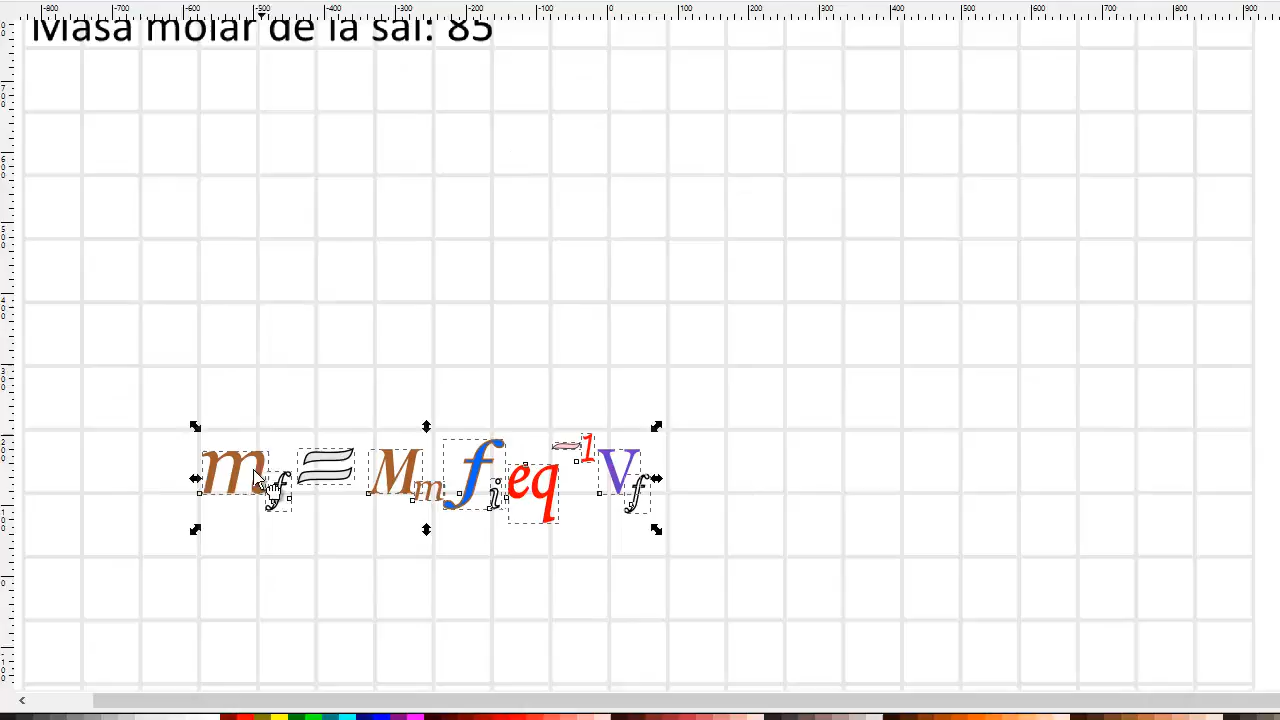 Masa molar de la sal: 85
m_f = M_m f_i eq^{-1} V_f